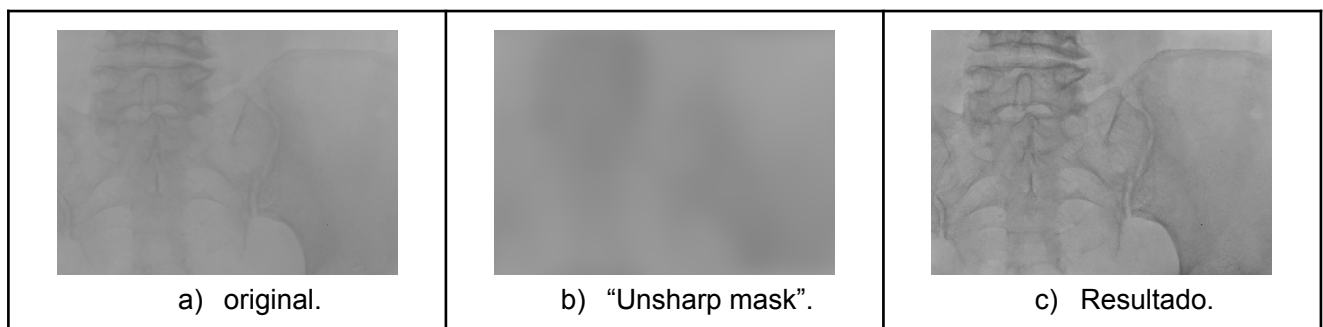 a) original.
b) “Unsharp mask”.
c) Resultado.